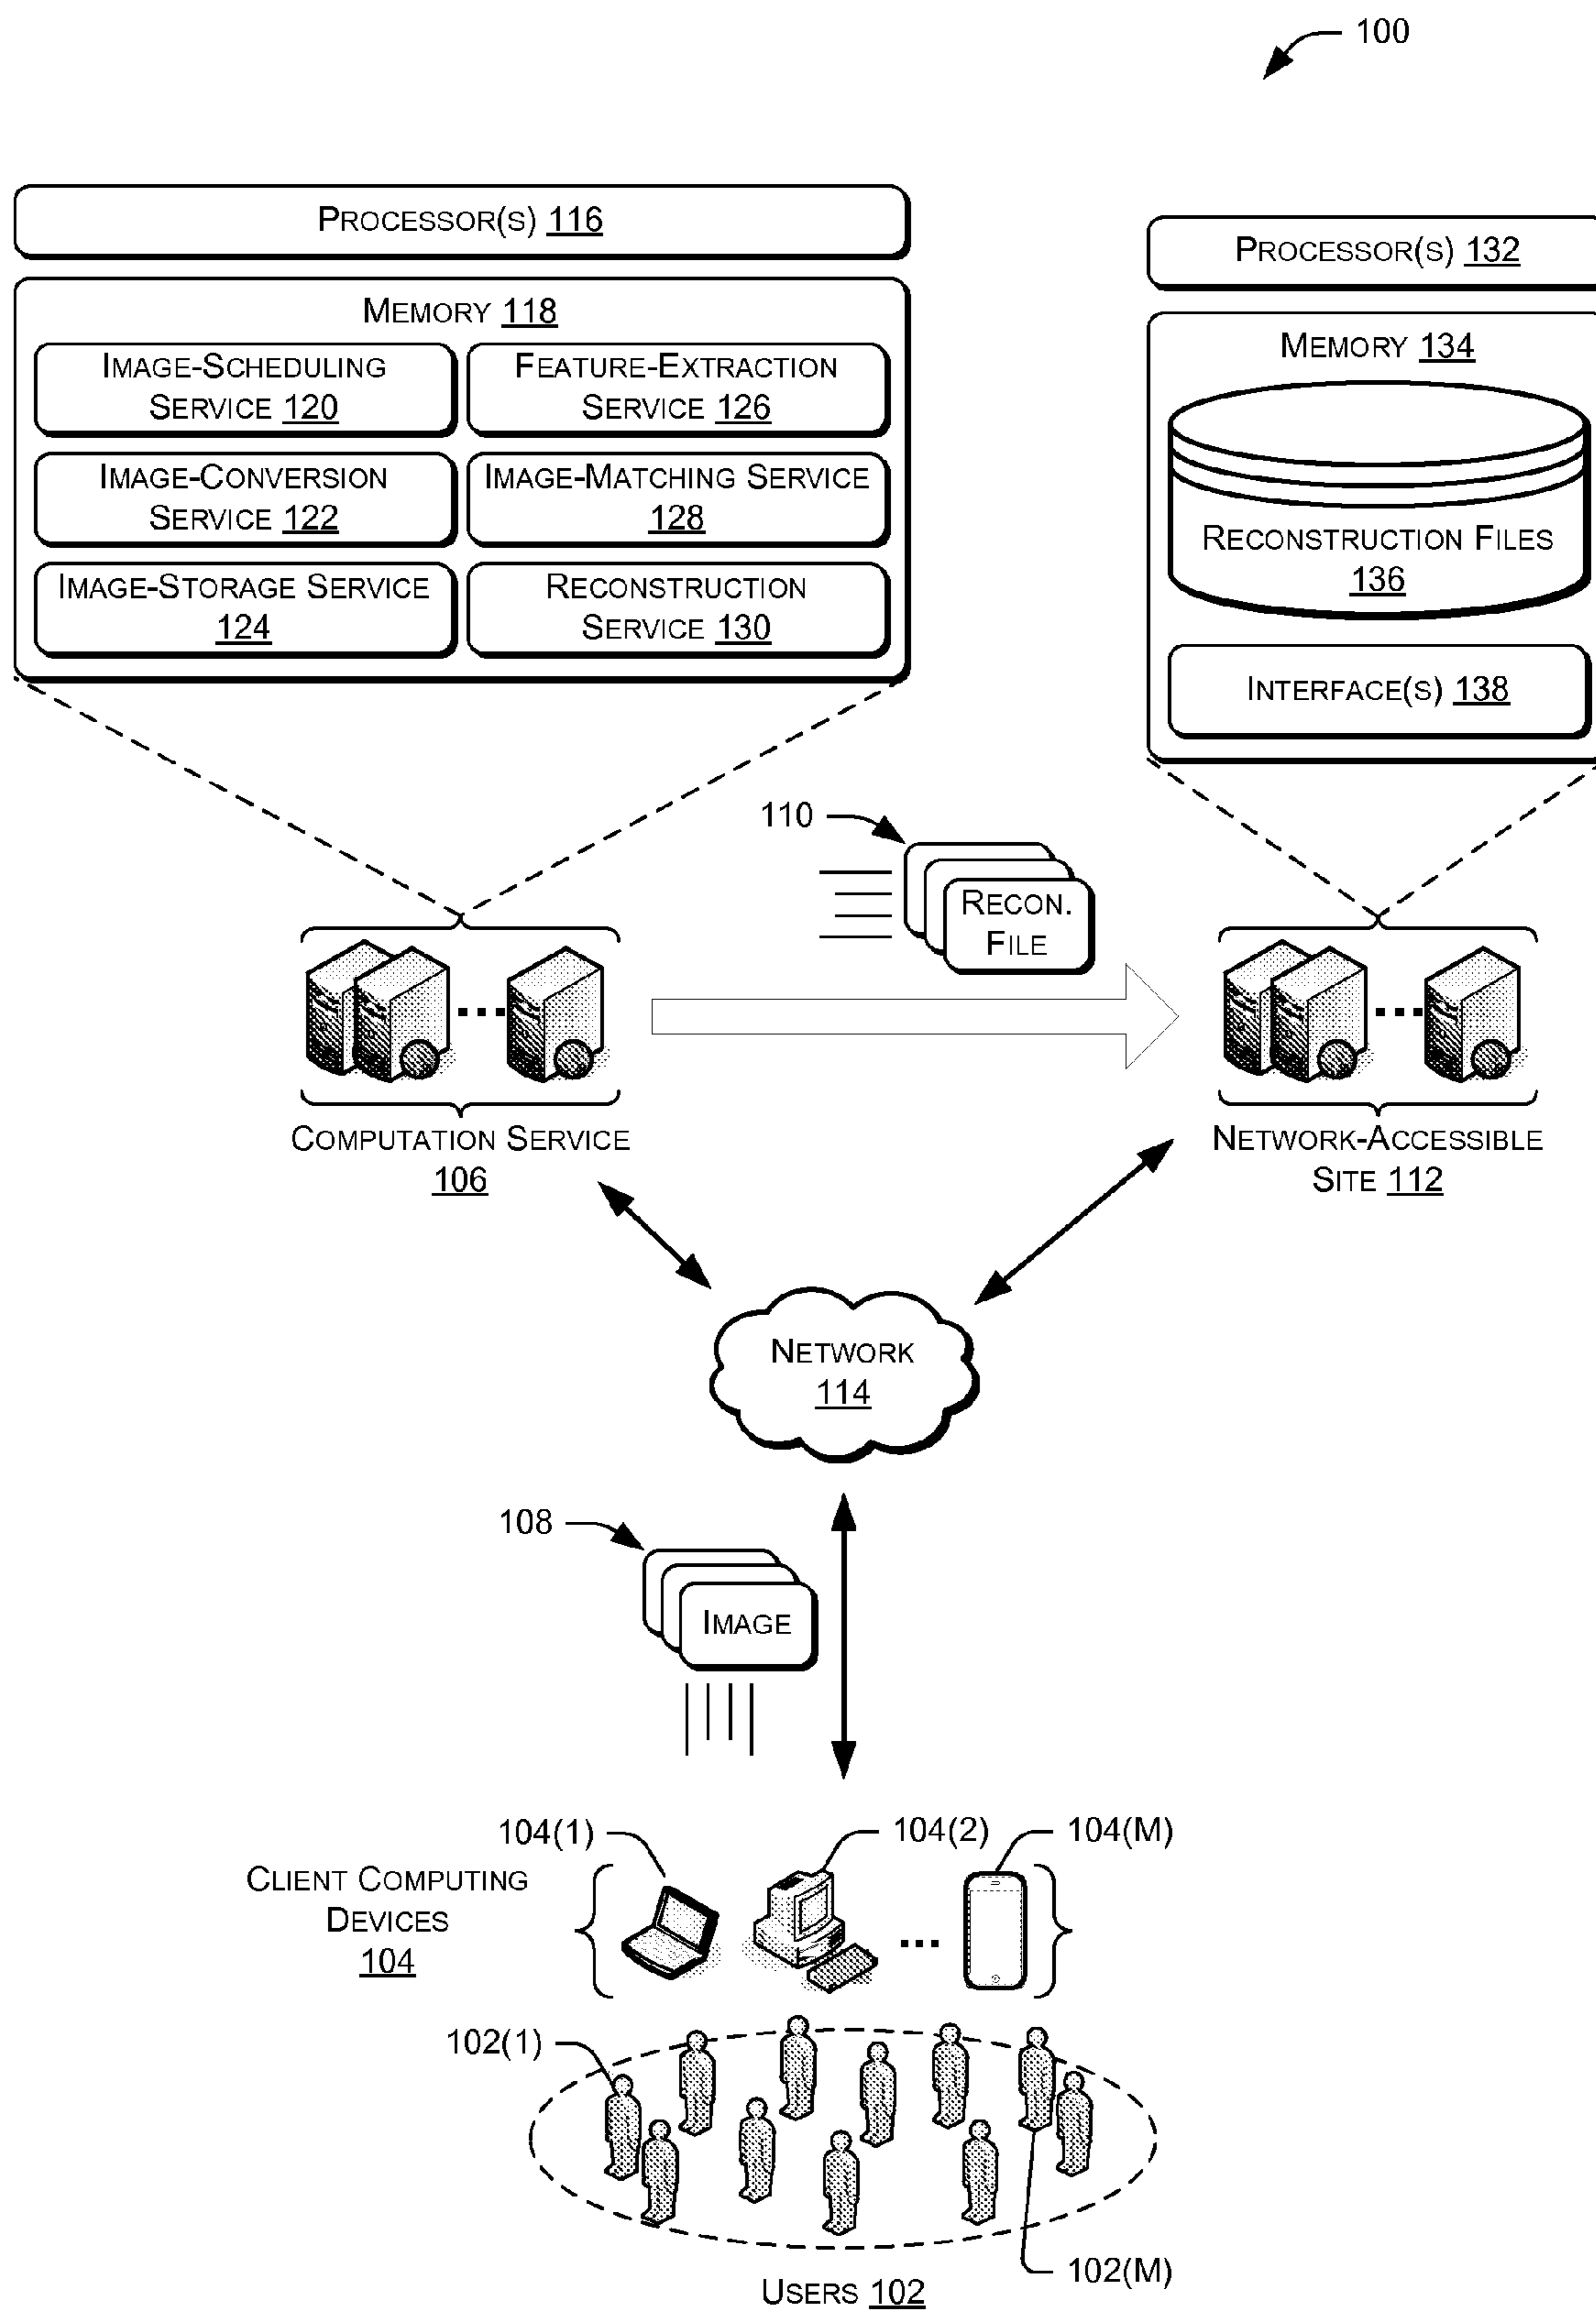 100
PROCESSOR(S) 116
MEMORY 118
IMAGE-SCHEDULING
SERVICE 120
FEATURE-EXTRACTION
SERVICE 126
IMAGE-CONVERSION
SERVICE 122
IMAGE-MATCHING SERVICE
128
IMAGE-STORAGE SERVICE
124
RECONSTRUCTION
SERVICE 130
PROCESSOR(S) 132
MEMORY 134
RECONSTRUCTION FILES
136
INTERFACE(S) 138
110
RECON.
FILE
COMPUTATION SERVICE
106
NETWORK-ACCESSIBLE
SITE 112
NETWORK
114
108
IMAGE
104(1)
104(2)
104(M)
CLIENT COMPUTING
DEVICES
104
102(1)
102(M)
USERS 102